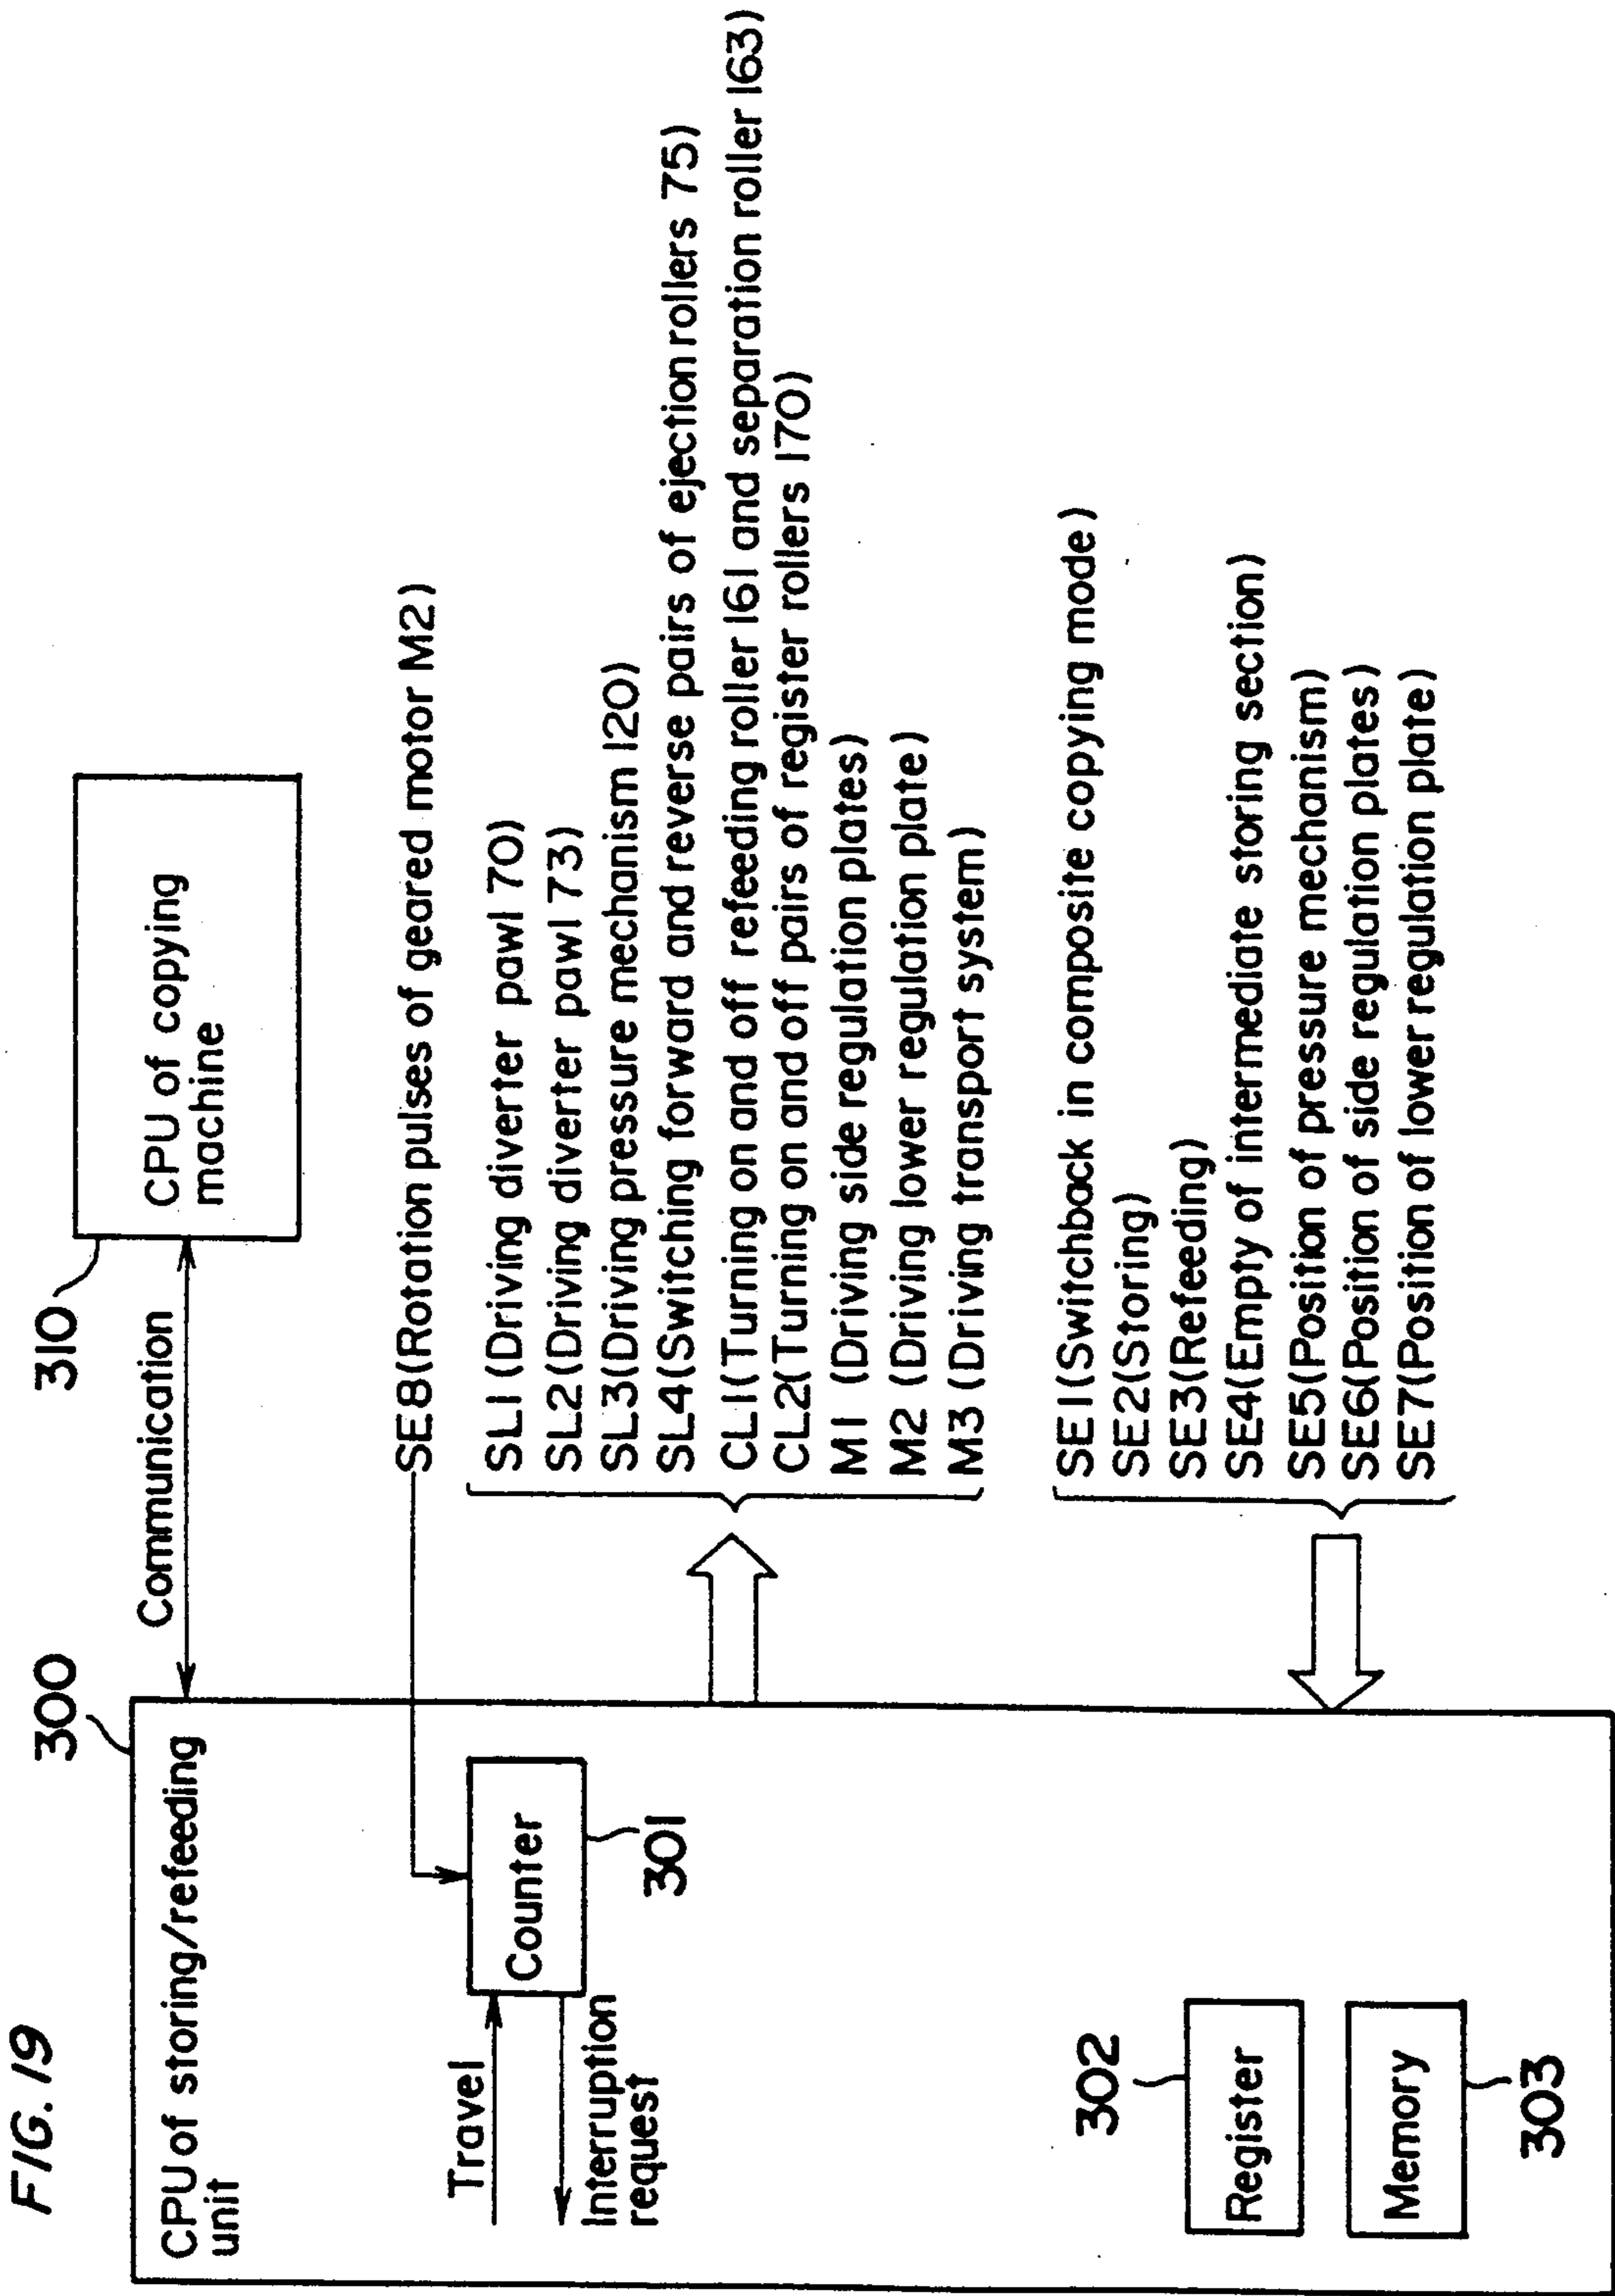 FIG. 19
300
CPU of storing/refeeding
unit
Communication
310
CPU of copying
machine
Travel
Interruption
request
Counter
301
SE8(Rotation pulses of geared motor M2)
SL1 (Driving diverter pawl 70)
SL2(Driving diverter pawl 73)
SL3(Driving pressure mechanism 120)
SL4(Switching forward and reverse pairs of ejection rollers 75)
CL1(Turning on and off refeeding roller 161 and separation roller 163)
CL2(Turning on and off pairs of register rollers 170)
M1 (Driving side regulation plates)
M2 (Driving lower regulation plate)
M3 (Driving transport system)
302
Register
Memory
303
SE1(Switchback in composite copying mode)
SE2(Storing)
SE3(Refeeding)
SE4(Empty of intermediate storing section)
SE5(Position of pressure mechanism)
SE6(Position of side regulation plates)
SE7(Position of lower regulation plate)